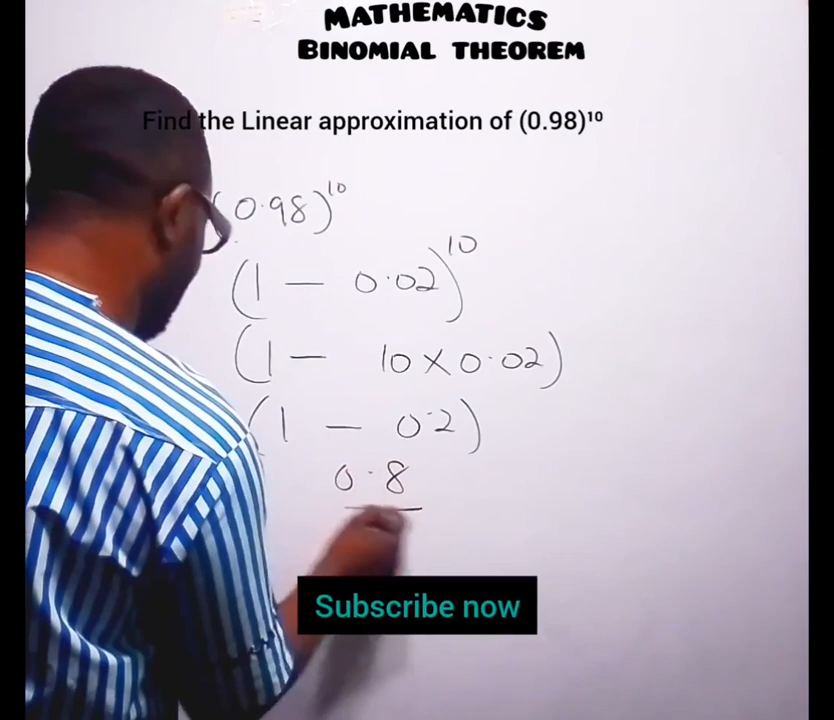 MATHEMATICS
BINOMIAL THEOREM
Find the Linear approximation of (0.98)¹⁰
(0.98)¹⁰
(1 - 0.02)¹⁰
(1 - 10 × 0.02)
(1 - 0.2)
0.8
Subscribe now